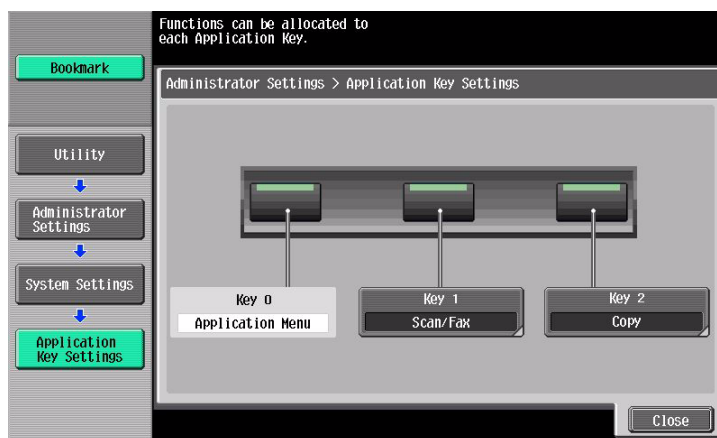 Functions can be allocated to
each Application Key.
Bookmark
Administrator Settings > Application Key Settings
Utility
Administrator
Settings
System Settings
Application
Key Settings
Key 0
Application Menu
Key 1
Scan/Fax
Key 2
Copy
Close